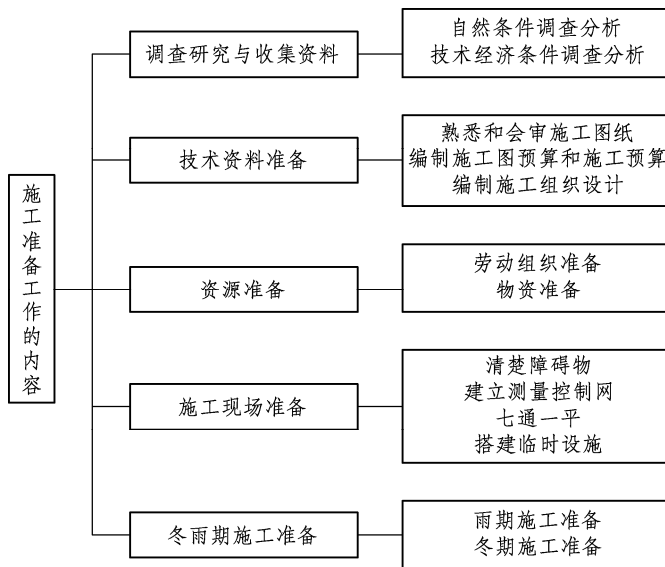 施工准备工作的内容
调查研究与收集资料
自然条件调查分析
技术经济条件调查分析
技术资料准备
熟悉和会审施工图纸
编制施工图预算和施工预算
编制施工组织设计
资源准备
劳动组织准备
物资准备
施工现场准备
清楚障碍物
建立测量控制网
七通一平
搭建临时设施
冬雨期施工准备
雨期施工准备
冬期施工准备